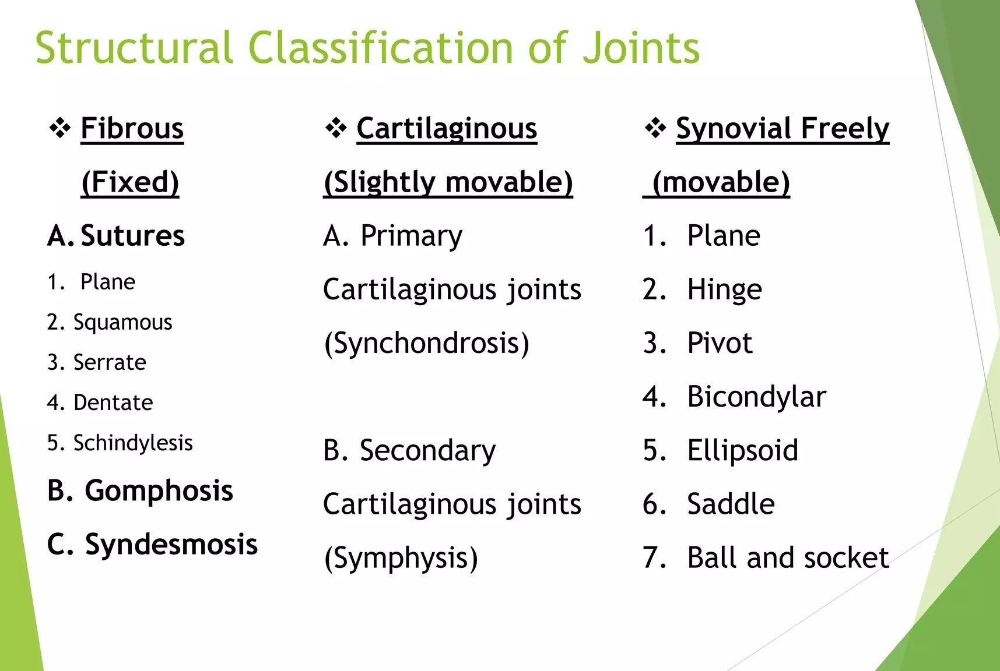 Structural Classification of Joints
❖ Fibrous
(Fixed)
A. Sutures
1. Plane
2. Squamous
3. Serrate
4. Dentate
5. Schindylesis
B. Gomphosis
C. Syndesmosis
❖ Cartilaginous
(Slightly movable)
A. Primary
Cartilaginous joints
(Synchondrosis)
B. Secondary
Cartilaginous joints
(Symphysis)
❖ Synovial Freely
(movable)
1. Plane
2. Hinge
3. Pivot
4. Bicondylar
5. Ellipsoid
6. Saddle
7. Ball and socket